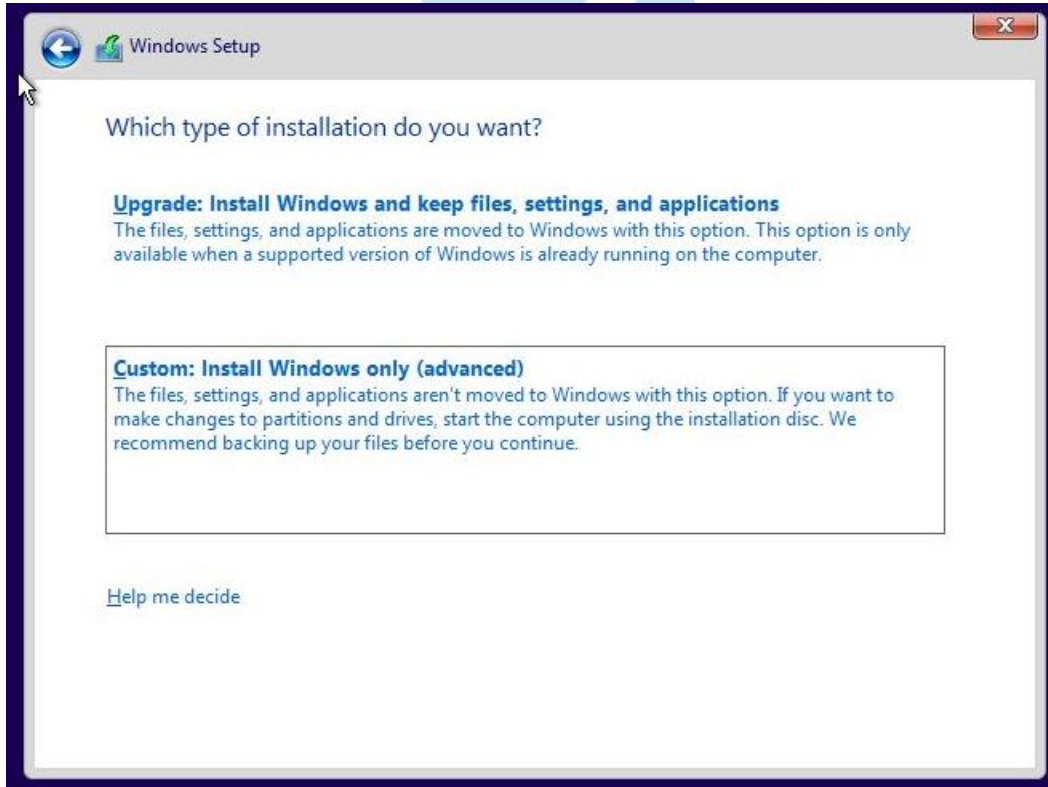 Windows Setup
Which type of installation do you want?
Upgrade: Install Windows and keep files, settings, and applications
The files, settings, and applications are moved to Windows with this option. This option is only
available when a supported version of Windows is already running on the computer.
Custom: Install Windows only (advanced)
The files, settings, and applications aren't moved to Windows with this option. If you want to
make changes to partitions and drives, start the computer using the installation disc. We
recommend backing up your files before you continue.
Help me decide